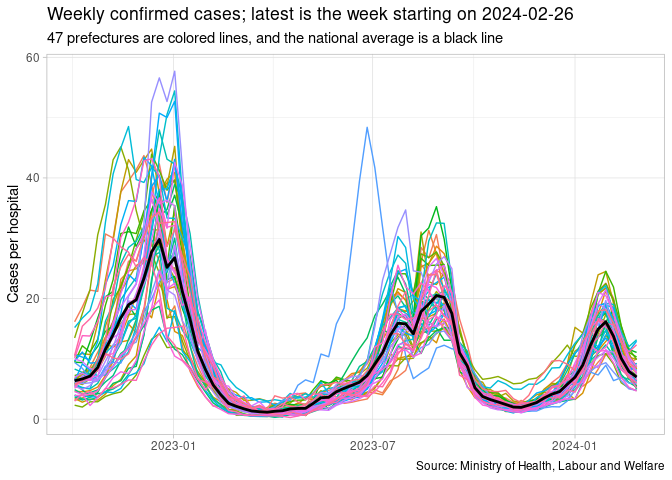 Weekly confirmed cases; latest is the week starting on 2024-02-26
47 prefectures are colored lines, and the national average is a black line
Cases per hospital
60
40
20
0
2023-01
2023-07
2024-01
Source: Ministry of Health, Labour and Welfare